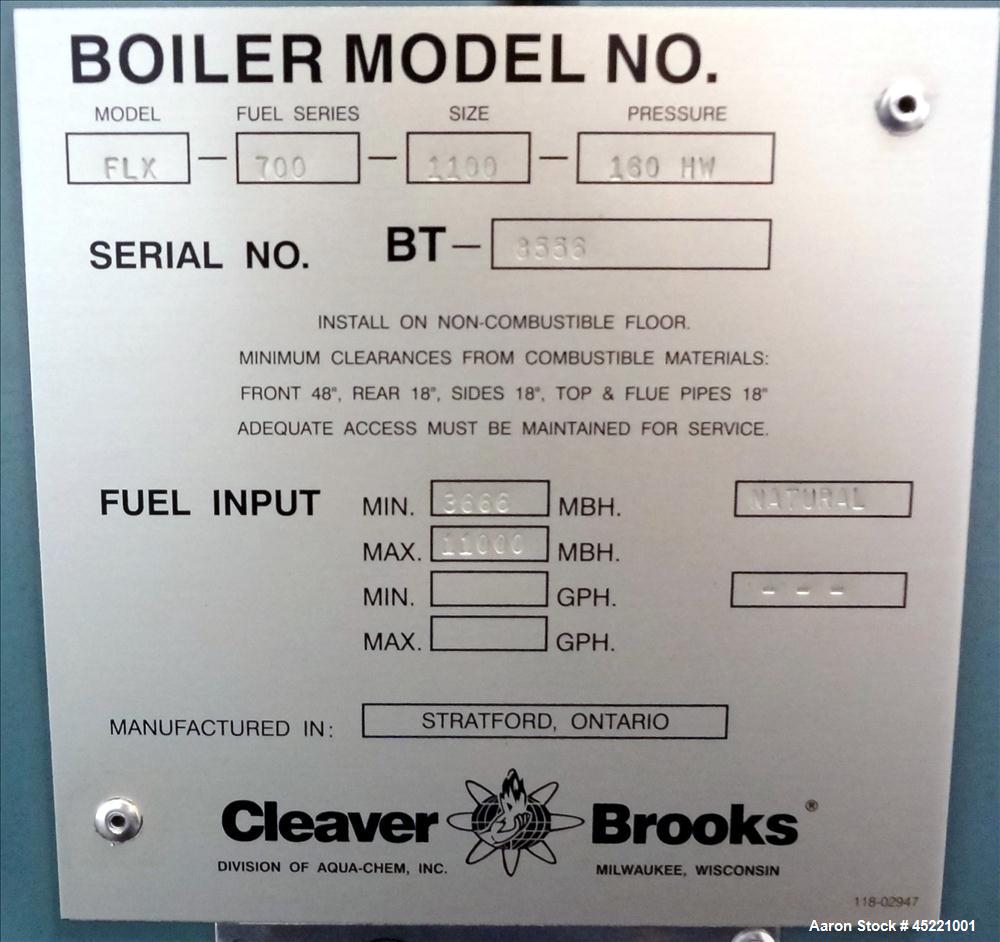 BOILER MODEL NO.
MODEL FUEL SERIES SIZE PRESSURE
FLX — 700 — 1100 — 160 HW
SERIAL NO. BT — 8556
INSTALL ON NON-COMBUSTIBLE FLOOR.
MINIMUM CLEARANCES FROM COMBUSTIBLE MATERIALS:
FRONT 48", REAR 18", SIDES 18", TOP & FLUE PIPES 18"
ADEQUATE ACCESS MUST BE MAINTAINED FOR SERVICE.
FUEL INPUT MIN. 3666 MBH. NATURAL
MAX. 11000 MBH.
MIN. GPH. - - -
MAX. GPH.
MANUFACTURED IN: STRATFORD, ONTARIO
Cleaver Brooks®
DIVISION OF AQUA-CHEM, INC. MILWAUKEE, WISCONSIN
118-02947
Aaron Stock # 45221001